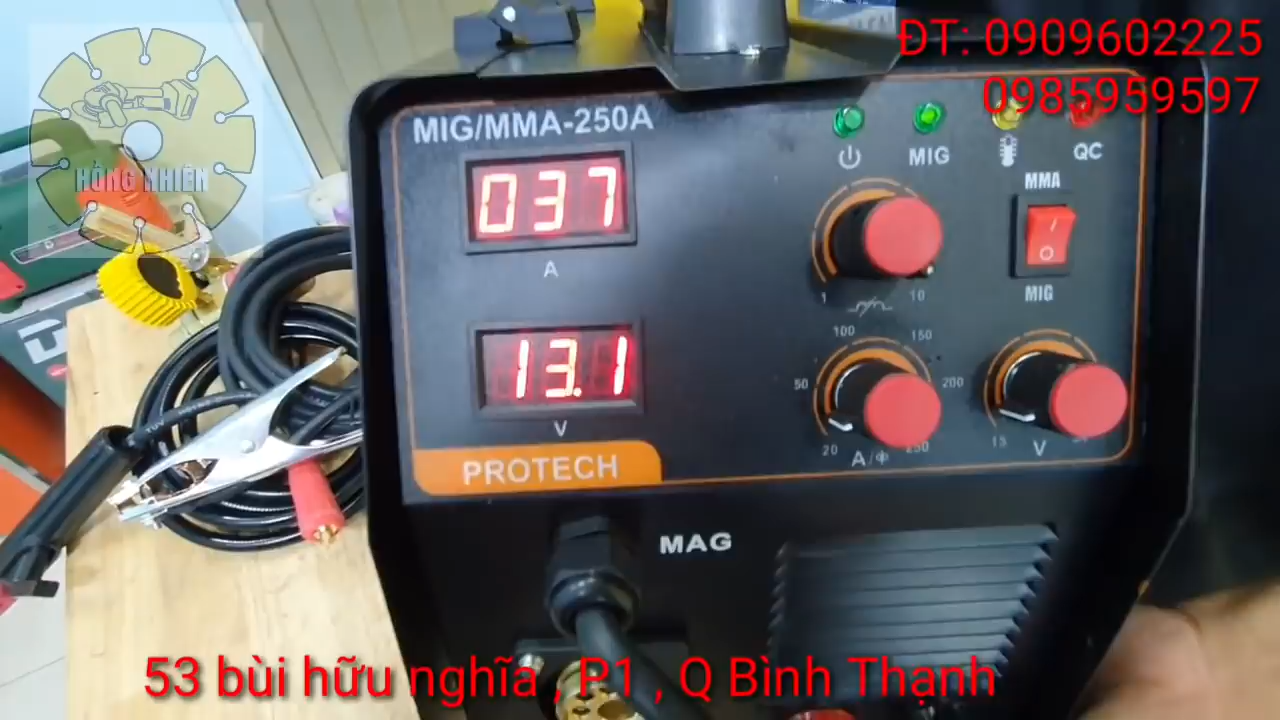 ĐT: 0909602225
0985959597
HỒNG NHIÊN
MIG/MMA-250A
037
A
13.1
V
PROTECH
MIG
QC
MMA
MIG
1
10
100
150
50
200
20
A/
250
15
V
MAG
53 bùi hữu nghĩa , P1 , Q Bình Thạnh